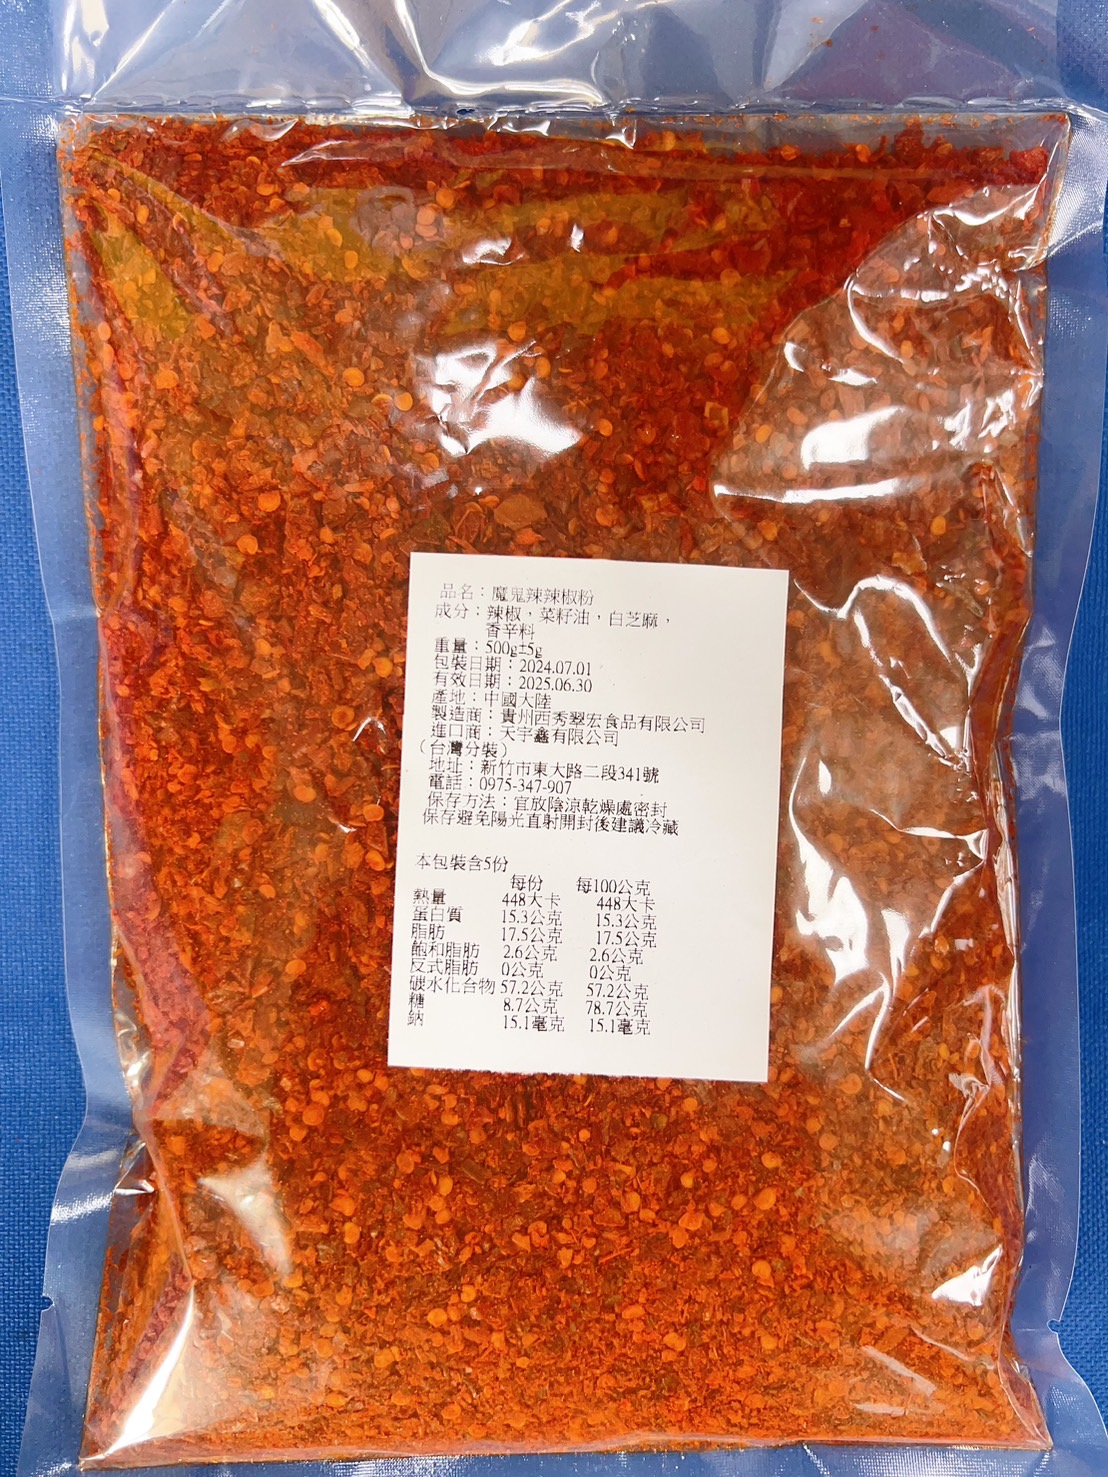 品名：魔鬼辣辣椒粉
成分：辣椒，菜籽油，白芝麻，
香辛料
重量：500g±5g
包裝日期：2024.07.01
有效日期：2025.06.30
產地：中國大陸
製造商：貴州西秀翠宏食品有限公司
進口商：天宇鑫有限公司
（台灣分裝）
地址：新竹市東大路二段341號
電話：0975-347-907
保存方法：宜放陰涼乾燥處密封
保存避免陽光直射開封後建議冷藏
本包裝含5份
每份 每100公克
熱量 448大卡 448大卡
蛋白質 15.3公克 15.3公克
脂肪 17.5公克 17.5公克
飽和脂肪 2.6公克 2.6公克
反式脂肪 0公克 0公克
碳水化合物 57.2公克 57.2公克
糖 8.7公克 78.7公克
鈉 15.1毫克 15.1毫克